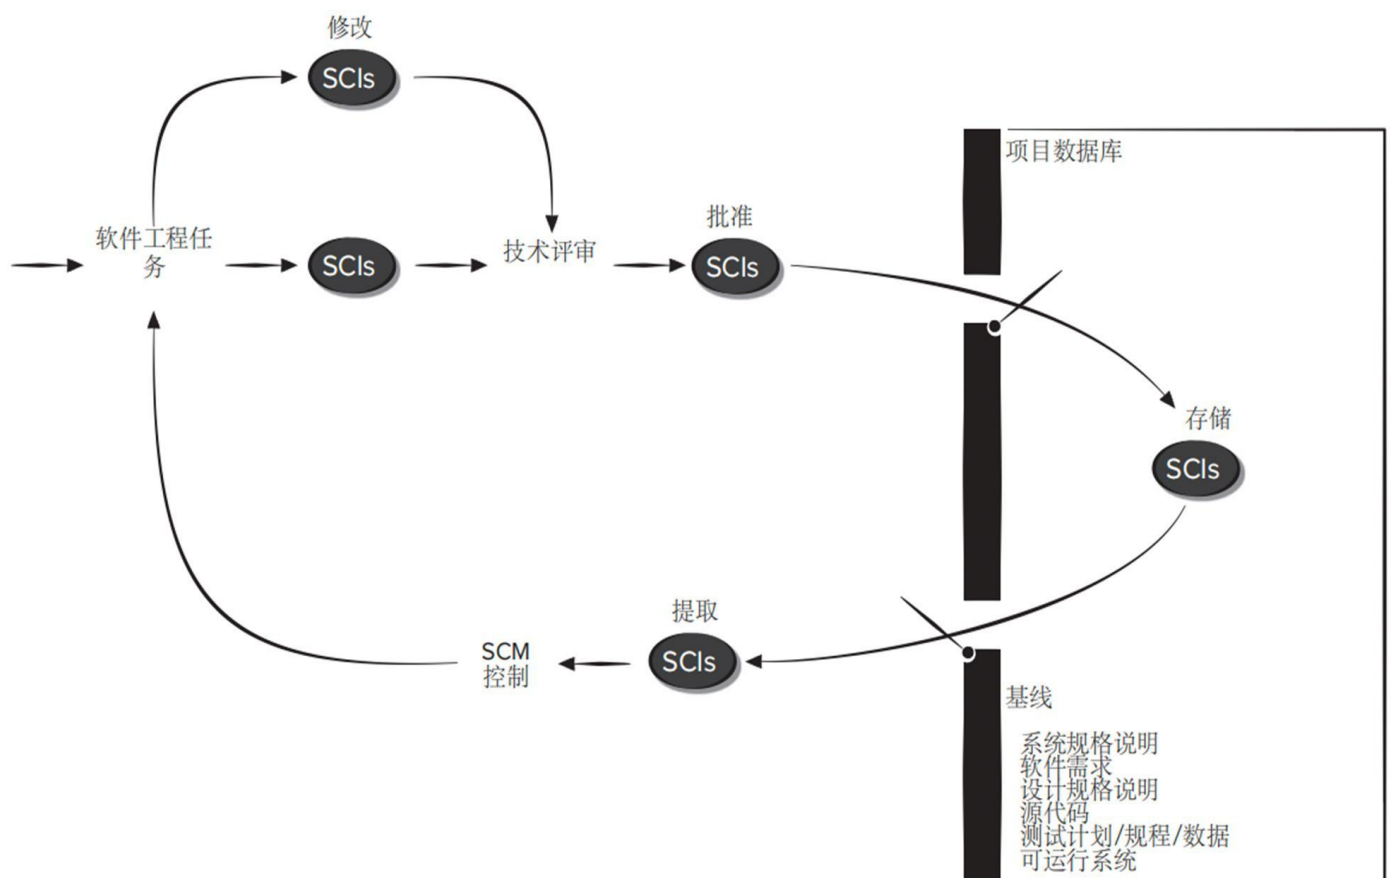 修改
SCIs
项目数据库
软件工程任
务
SCIs
技术评审
批准
SCIs
存储
SCIs
提取
SCIs
SCM
控制
基线
系统规格说明
软件需求
设计规格说明
源代码
测试计划/规程/数据
可运行系统